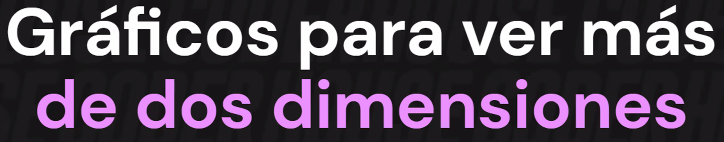 Gráficos para ver más
de dos dimensiones